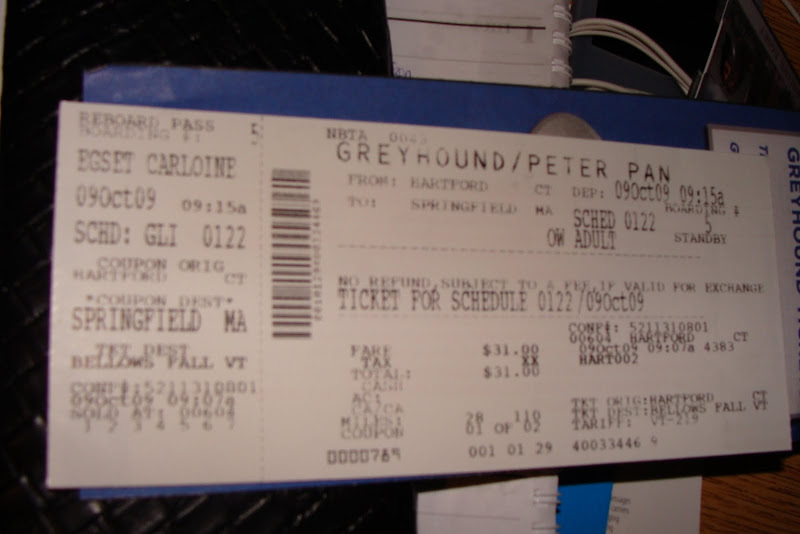 REBOARD PASS
BOARDING #: 5
EGSET CARLOINE
09Oct09 09:15a
SCHD: GLI 0122
COUPON ORIG
HARTFORD CT
*COUPON DEST*
SPRINGFIELD MA
TKT DEST
BELLOWS FALL VT
CONF#:5211310801
09Oct09 09:07a
SOLD AT: 00604
1 2 3 4 5 6 7
NBTA
GREYHOUND/PETER PAN
FROM: HARTFORD CT DEP: 09Oct09 09:15a
TO: SPRINGFIELD MA BOARDING #
SCHED 0122 5
OW ADULT STANDBY
NO REFUND,SUBJECT TO A FEE,IF VALID FOR EXCHANGE
TICKET FOR SCHEDULE 0122/09Oct09
CONF#: 5211310801
00604 HARTFORD CT
FARE $31.00 09Oct09 09:07a 4383
TAX XX HART002
TOTAL: $31.00
CASH
AC: TKT ORIG:HARTFORD CT
CA/CA TKT DEST:BELLOWS FALL VT
MILES: 28 110 TARIFF: VT-219
COUPON 01 OF 02
001 01 29 40033446 9
GREYHOUND